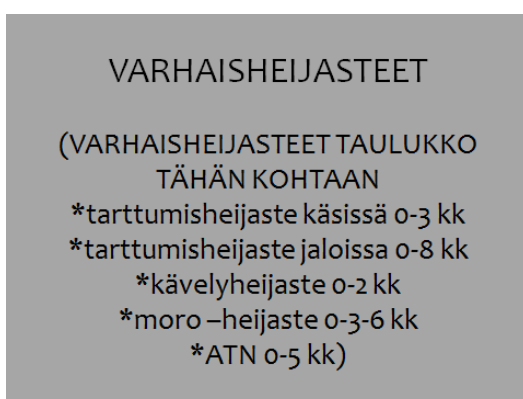 VARHAISHEIJASTEET
(VARHAISHEIJASTEET TAULUKKO
TÄHÄN KOHTAAN
*tarttumisheijaste käsissä 0-3 kk
*tarttumisheijaste jaloissa 0-8 kk
*kävelyheijaste 0-2 kk
*moro –heijaste 0-3-6 kk
*ATN 0-5 kk)